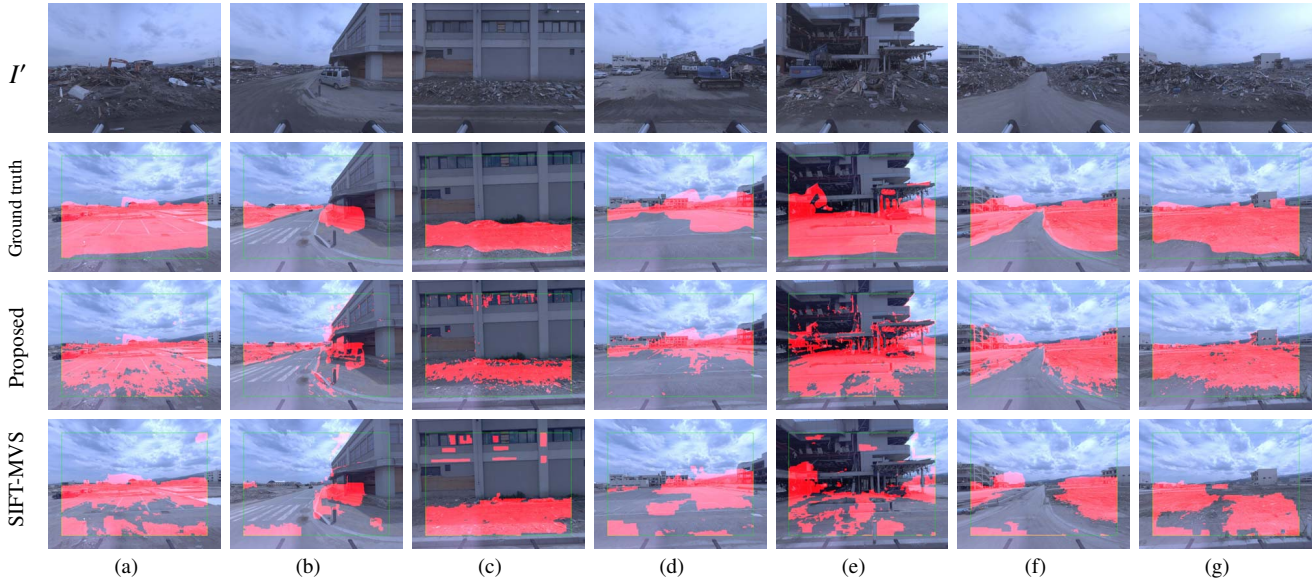 I′
Ground truth
Proposed
SIFT-MVS
(a) (b) (c) (d) (e) (f) (g)